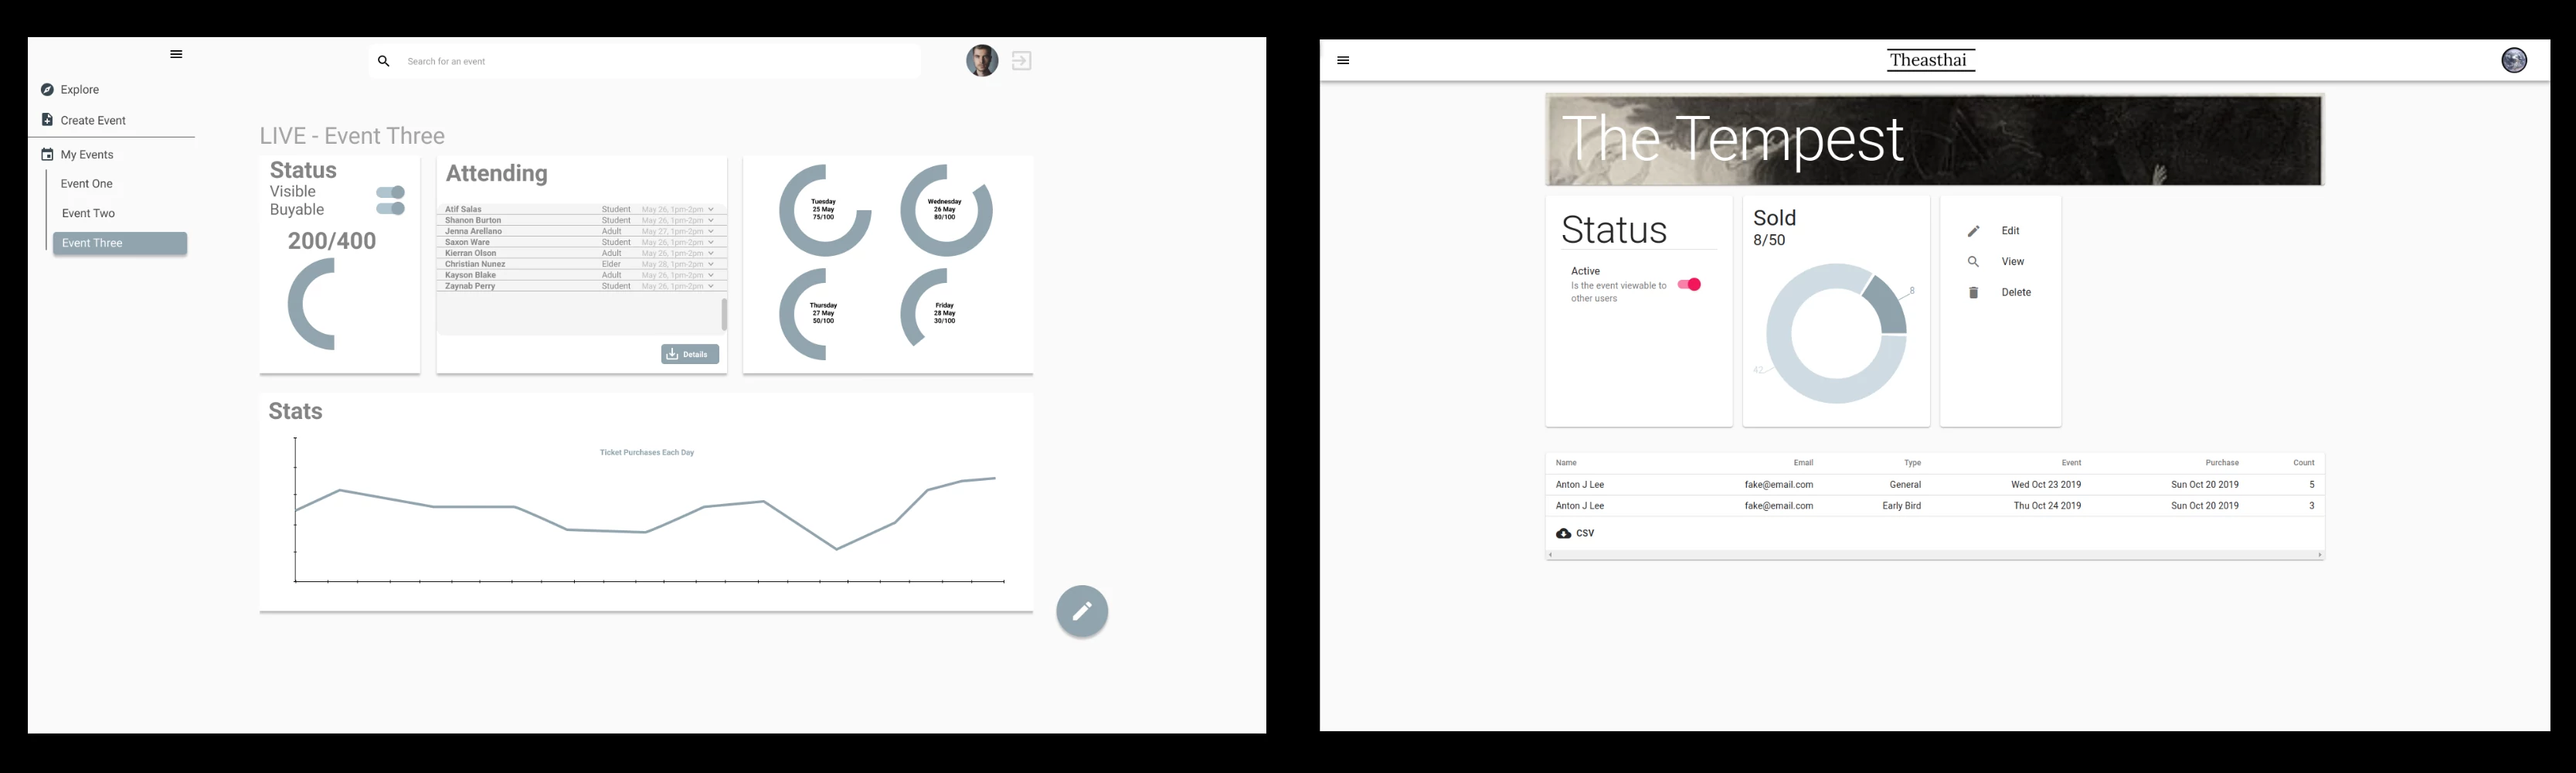 Search for an event
Explore
Create Event
My Events
Event One
Event Two
Event Three
LIVE - Event Three
Status
Visible
Buyable
200/400
Attending
Atif Salas Student May 26, 1pm-2pm
Shanon Burton Student May 26, 1pm-2pm
Jenna Arellano Adult May 27, 1pm-2pm
Saxon Ware Student May 26, 1pm-2pm
Kierran Olson Adult May 26, 1pm-2pm
Christian Nunez Elder May 28, 1pm-2pm
Kayson Blake Adult May 26, 1pm-2pm
Zaynab Perry Student May 26, 1pm-2pm
Details
Tuesday
25 May
75/100
Wednesday
26 May
80/100
Thursday
27 May
50/100
Friday
28 May
30/100
Stats
Ticket Purchases Each Day
Theasthai
The Tempest
Status
Active
Is the event viewable to
other users
Sold
8/50
8
42
Edit
View
Delete
Name Email Type Event Purchase Count
Anton J Lee fake@email.com General Wed Oct 23 2019 Sun Oct 20 2019 5
Anton J Lee fake@email.com Early Bird Thu Oct 24 2019 Sun Oct 20 2019 3
CSV